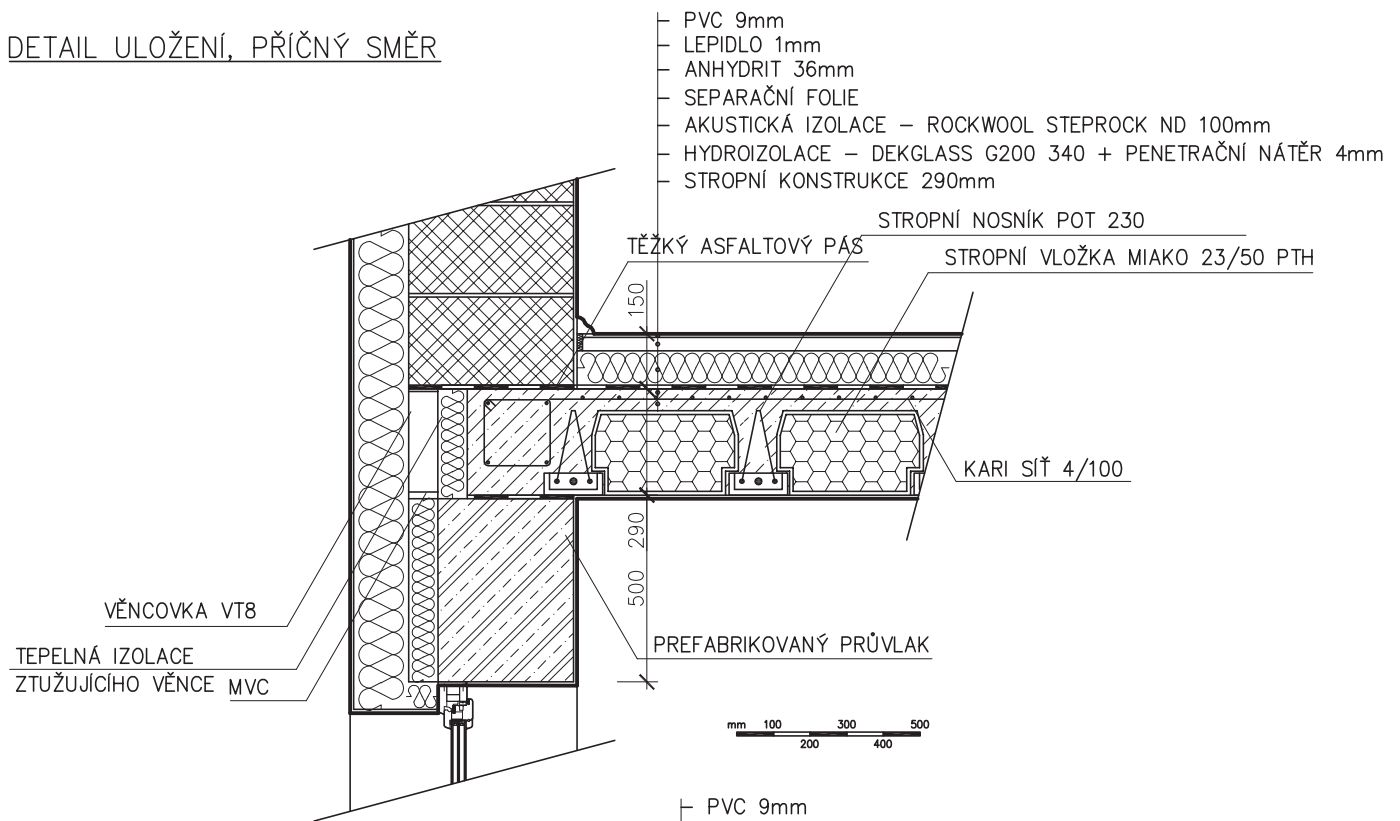 DETAIL ULOŽENÍ, PŘÍČNÝ SMĚR
PVC 9mm
LEPIDLO 1mm
ANHYDRIT 36mm
SEPARAČNÍ FOLIE
AKUSTICKÁ IZOLACE – ROCKWOOL STEPROCK ND 100mm
HYDROIZOLACE – DEKGLASS G200 340 + PENETRAČNÍ NÁTĚR 4mm
STROPNÍ KONSTRUKCE 290mm
STROPNÍ NOSNÍK POT 230
TĚŽKÝ ASFALTOVÝ PÁS
STROPNÍ VLOŽKA MIAKO 23/50 PTH
150
KARI SÍŤ 4/100
290
500
VĚNCOVKA VT8
PREFABRIKOVANÝ PRŮVLAK
TEPELNÁ IZOLACE
ZTUŽUJÍCÍHO VĚNCE
MVC
mm 100 300 500
200 400
PVC 9mm